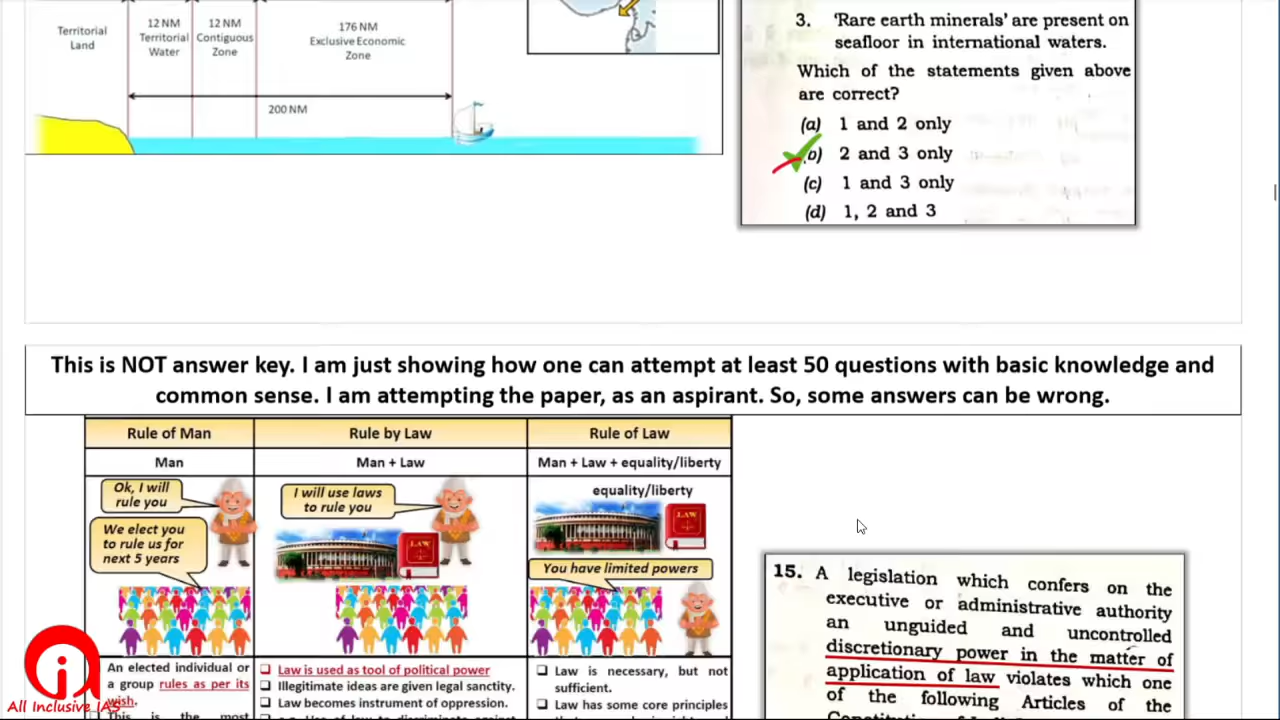 Territorial
Land
12 NM
Territorial
Water
12 NM
Contiguous
Zone
176 NM
Exclusive Economic
Zone
200 NM
3. 'Rare earth minerals' are present on
seafloor in international waters.
Which of the statements given above
are correct?
(a) 1 and 2 only
(b) 2 and 3 only
(c) 1 and 3 only
(d) 1, 2 and 3
This is NOT answer key. I am just showing how one can attempt at least 50 questions with basic knowledge and
common sense. I am attempting the paper, as an aspirant. So, some answers can be wrong.
Rule of Man
Man
Ok, I will
rule you
We elect you
to rule us for
next 5 years
An elected individual or
a group rules as per its
wish.
This is the most
Rule by Law
Man + Law
I will use laws
to rule you
LAW
Law is used as tool of political power
Illegitimate ideas are given legal sanctity.
Law becomes instrument of oppression.
Rule of Law
Man + Law + equality/liberty
equality/liberty
LAW
You have limited powers
Law is necessary, but not
sufficient.
Law has some core principles
15. A legislation which confers on the
executive or administrative authority
an unguided and uncontrolled
discretionary power in the matter of
application of law violates which one
of the following Articles of the
All Inclusive IAS